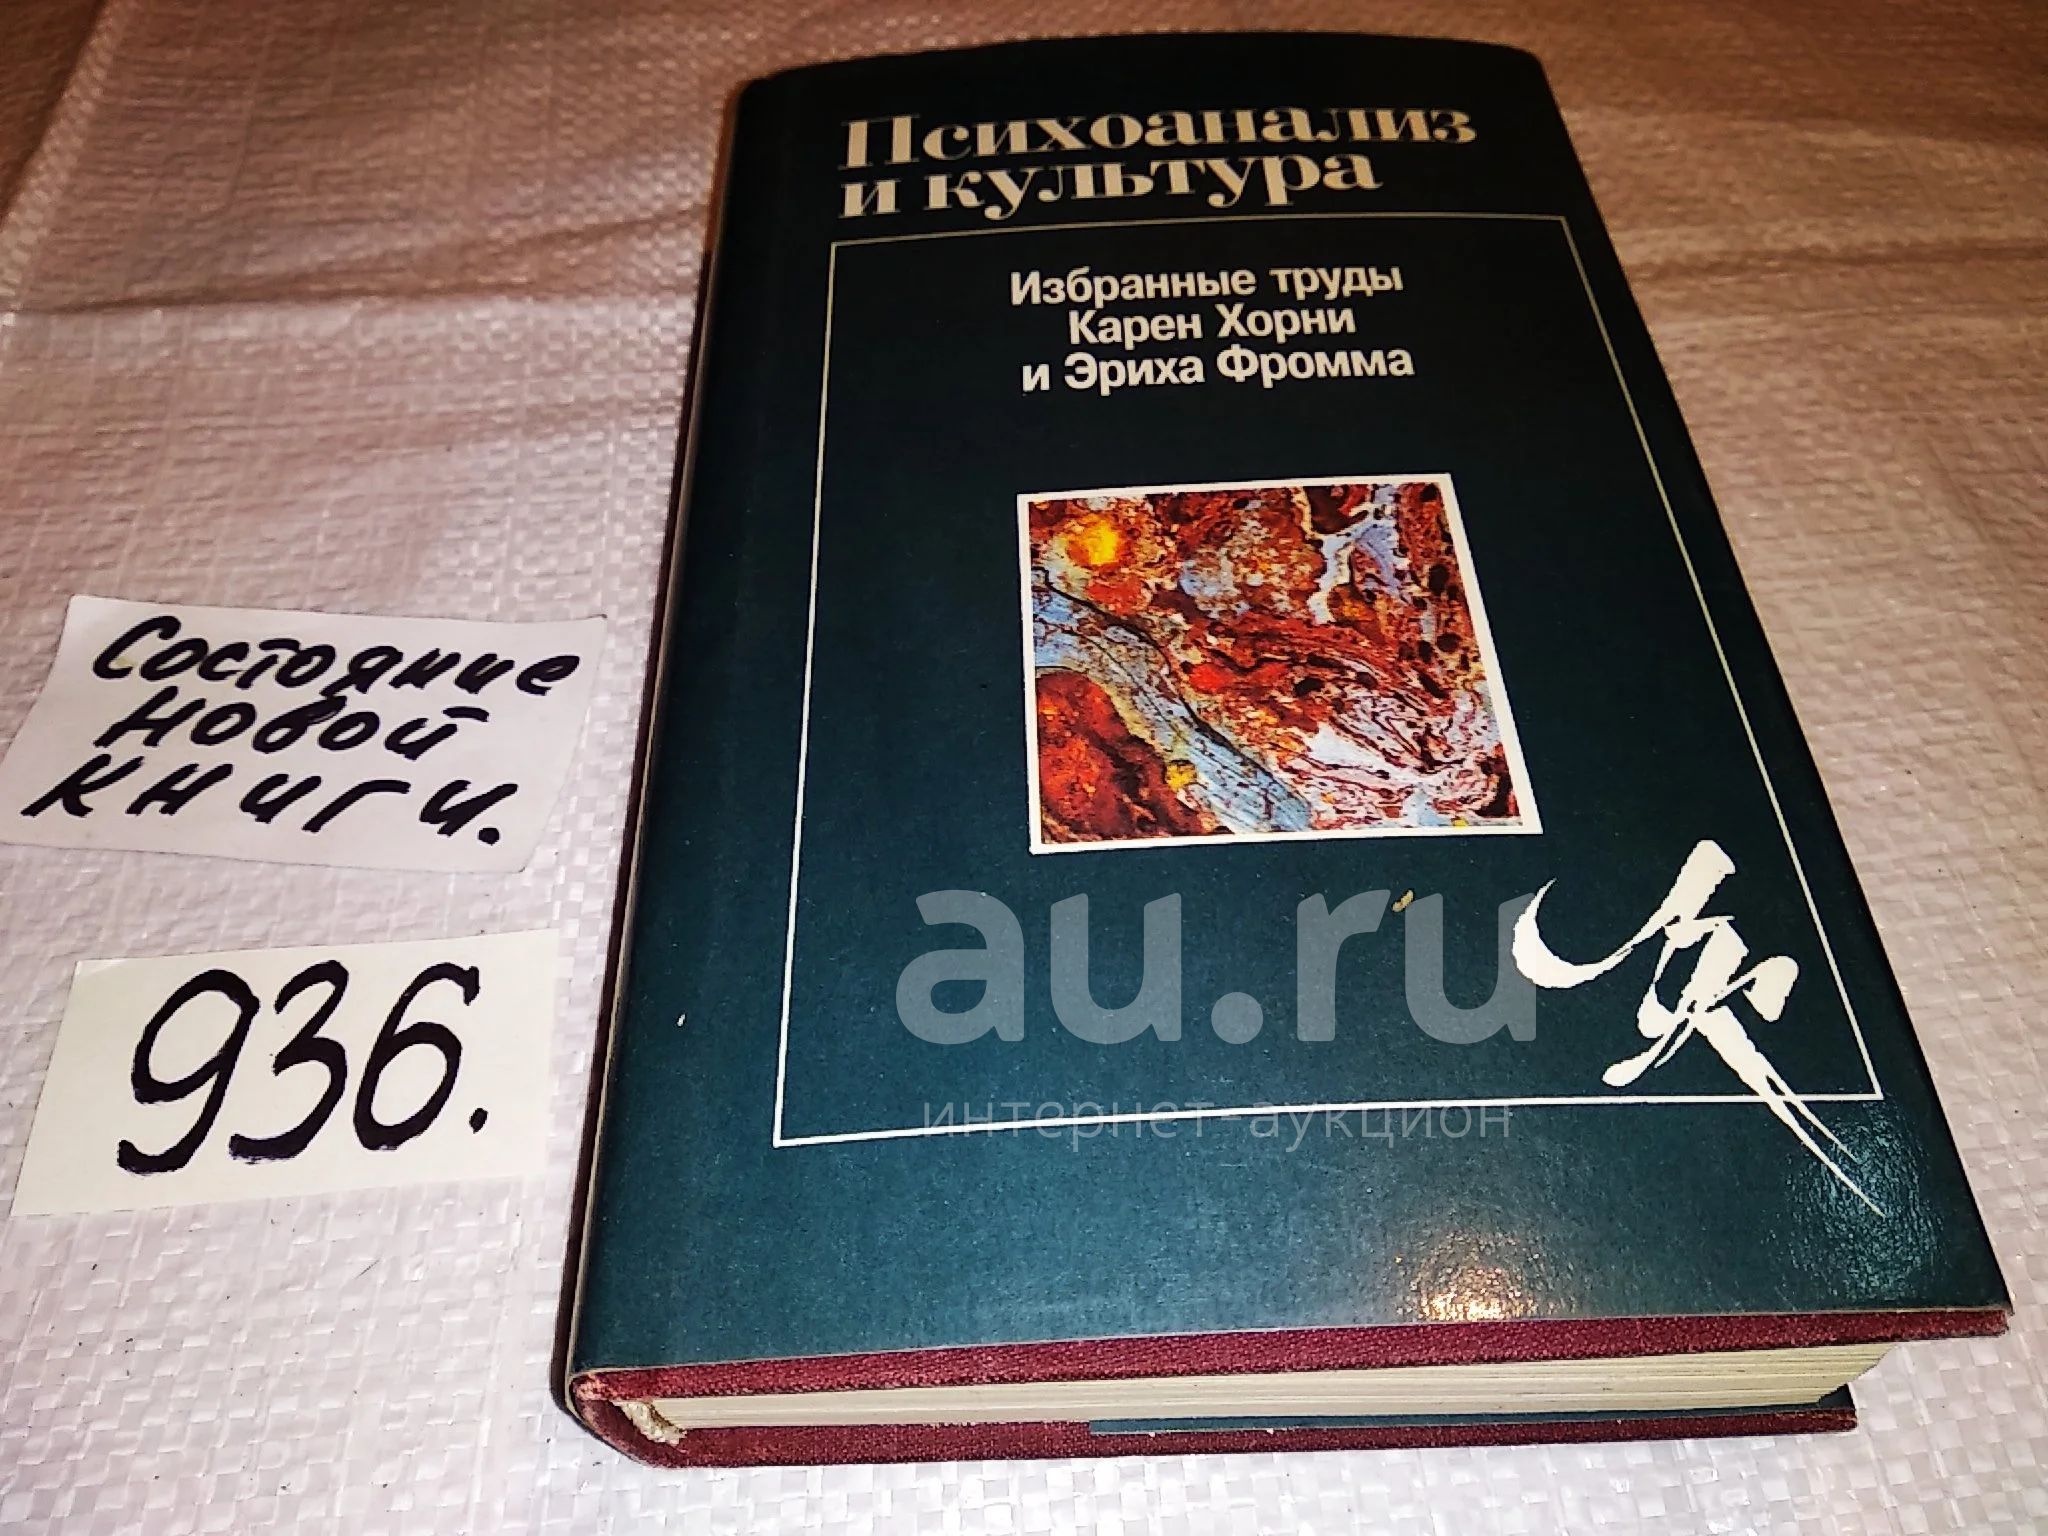 Психоанализ
и культура
Избранные труды
Карен Хорни
и Эриха Фромма
Состояние
новой
книги.
936.
au.ru
интернет-аукцион